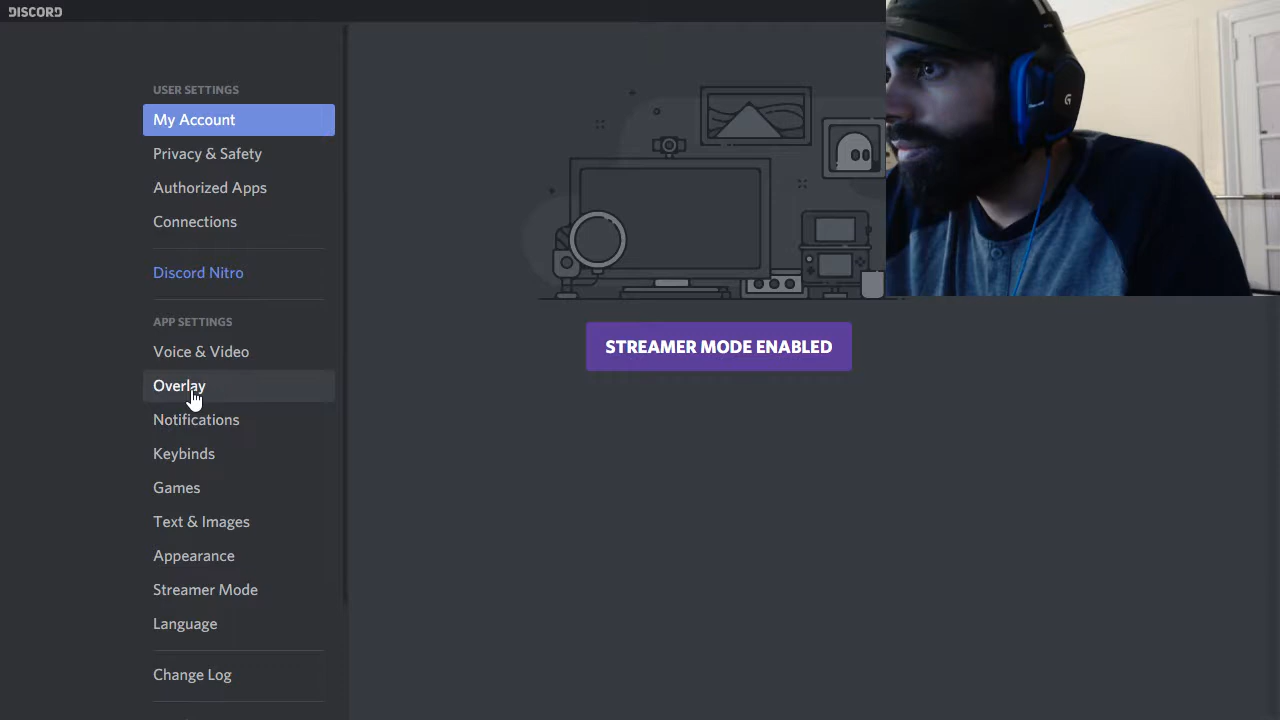 DISCORD
USER SETTINGS
My Account
Privacy & Safety
Authorized Apps
Connections
Discord Nitro
APP SETTINGS
Voice & Video
Overlay
Notifications
Keybinds
Games
Text & Images
Appearance
Streamer Mode
Language
Change Log
STREAMER MODE ENABLED
G